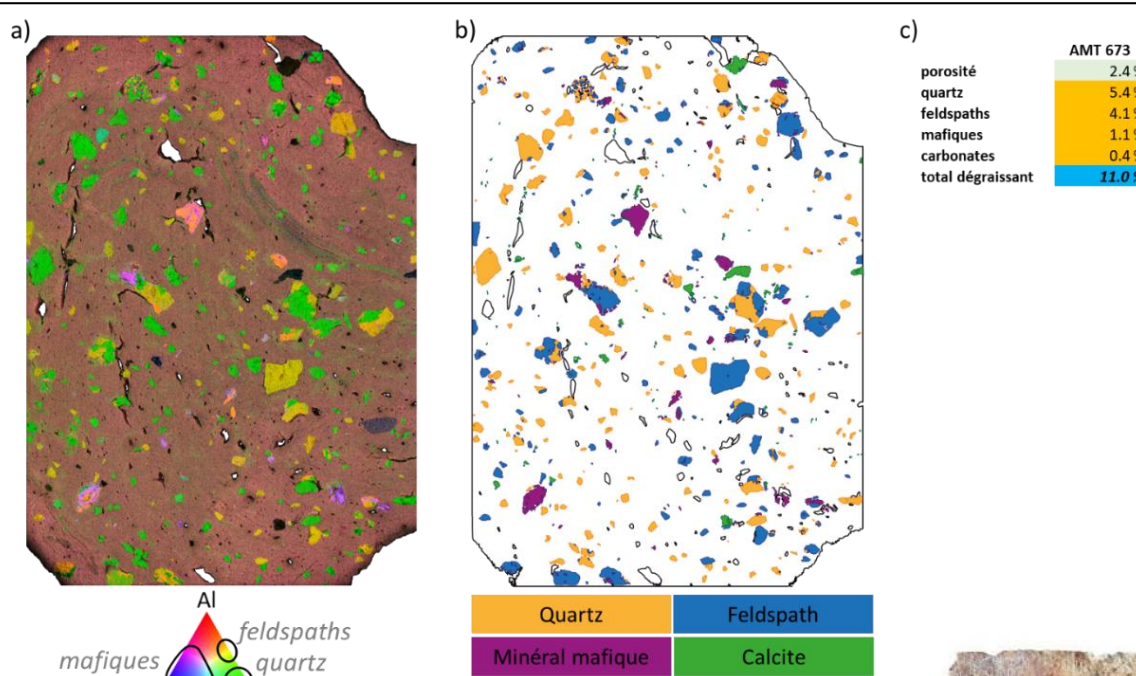 a)
b)
c)
AMT 673
porosité 2.4 %
quartz 5.4 %
feldspaths 4.1 %
mafiques 1.1 %
carbonates 0.4 %
total dégraissant 11.0 %
Al
feldspaths
mafiques
quartz
Quartz
Feldspath
Minéral mafique
Calcite